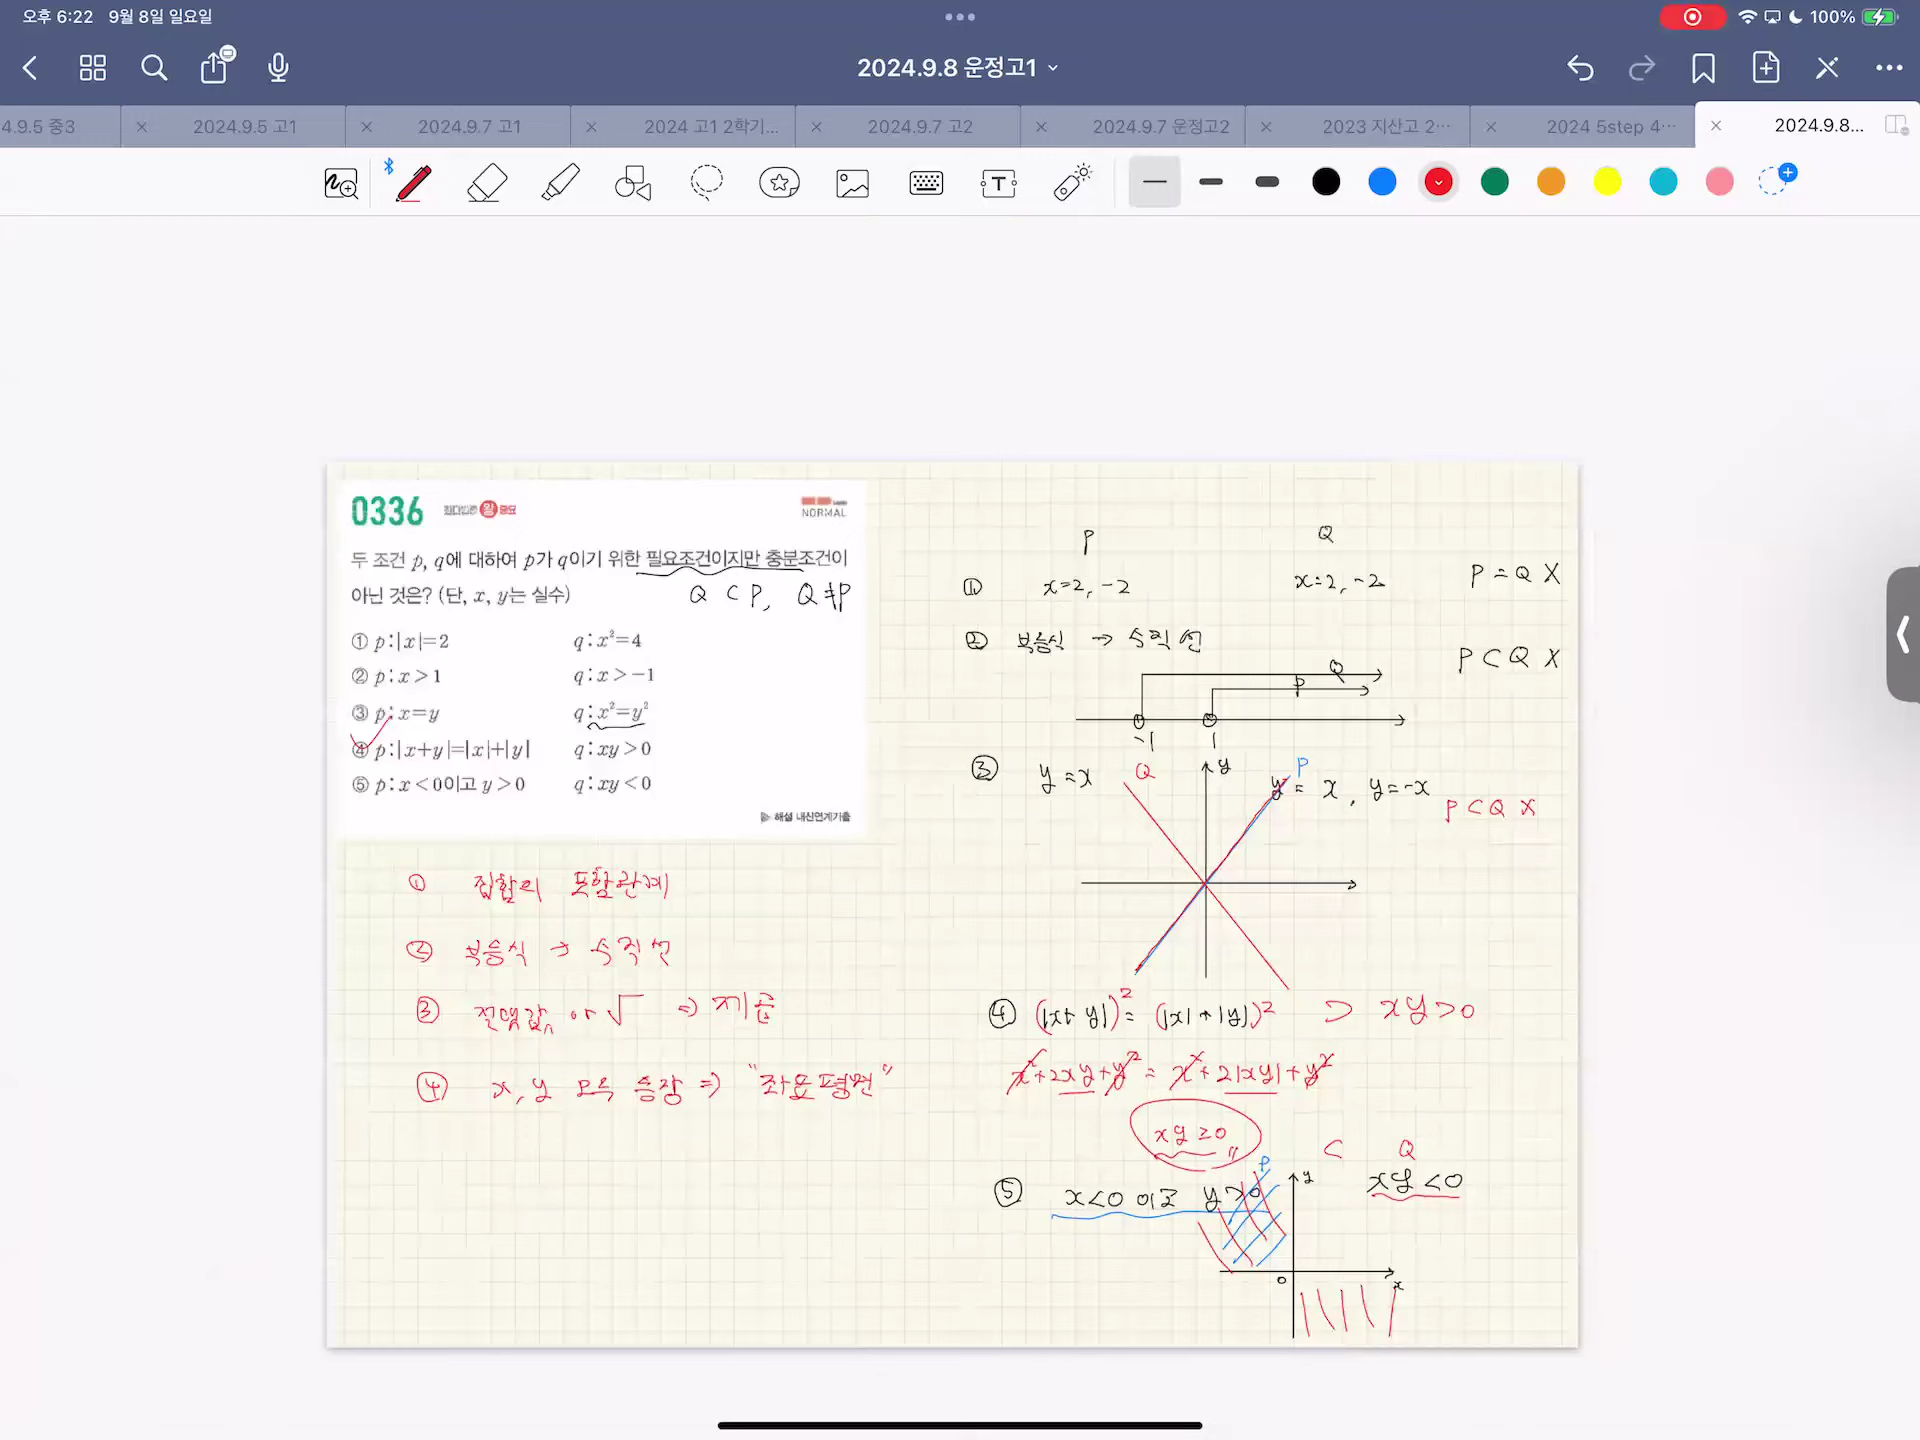 오후 6:22 9월 8일 일요일
100%
2024.9.8 운정고1
4.9.5 중3
2024.9.5 고1
2024.9.7 고1
2024 고1 2학기...
2024.9.7 고2
2024.9.7 운정고2
2023 지산고 2...
2024 5step 4...
2024.9.8...
0336
NORMAL
두 조건 p, q에 대하여 p가 q이기 위한 필요조건이지만 충분조건이
아닌 것은? (단, x, y는 실수)
Q ⊂ P, Q ≠ P
① p:|x|=2 q:x²=4
② p:x>1 q:x>-1
③ p:x=y q:x²=y²
④ p:|x+y|=|x|+|y| q:xy>0
⑤ p:x<0이고 y>0 q:xy<0
▶ 해설 내신연계기출
① 집합의 포함관계
② 부등식 → 수직선
③ 절댓값, √ ⇒ 제곱
④ x, y 모두 등장 ⇒ "좌표평면"
P Q
① x=2, -2 x=2, -2 P = Q X
② 부등식 → 수직선
P ⊂ Q X
Q
P
-1 1
③ y=x Q y P
y = x, y=-x P ⊂ Q X
④ (|x+y|)² = (|x|+|y|)² ⊃ xy>0
x²+2xy+y² = x²+2|xy|+y²
xy≥0
P ⊂ Q
⑤ x<0 이고 y>0 y xy<0
0 x